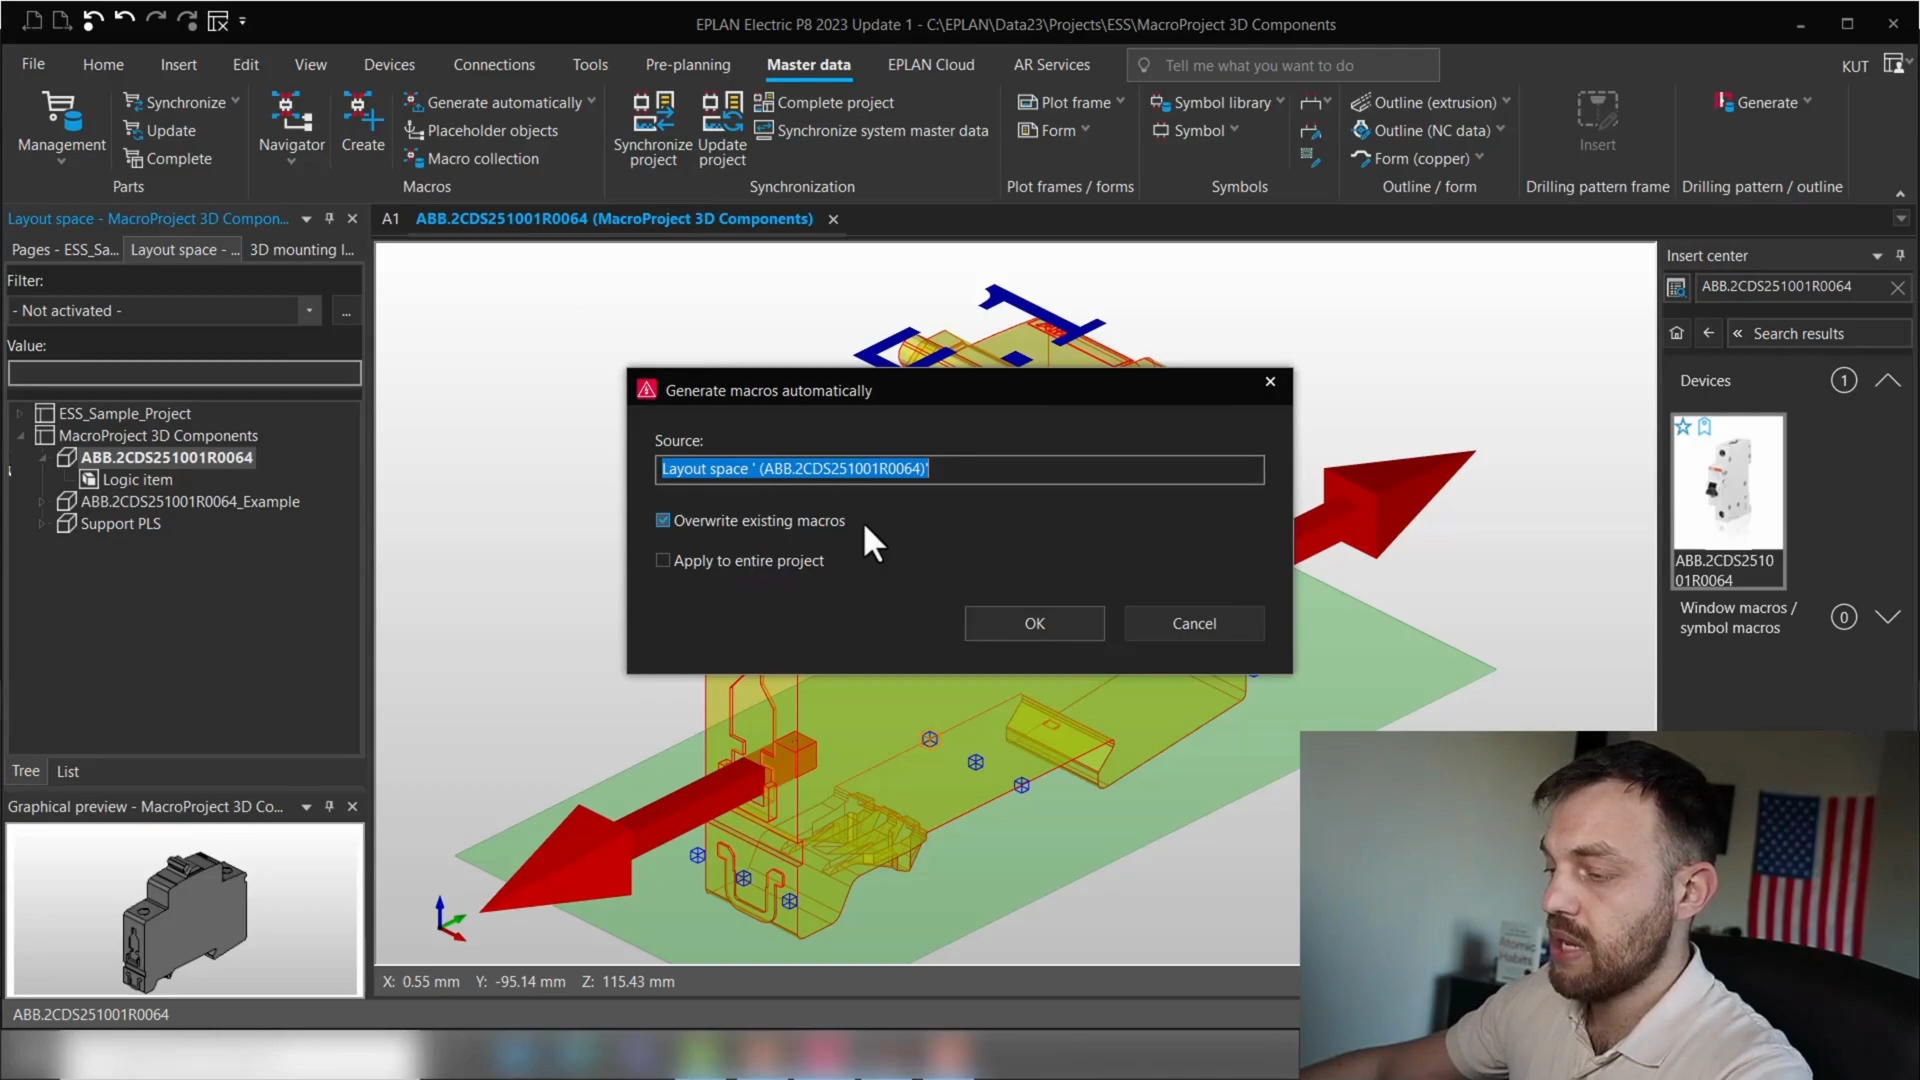 EPLAN Electric P8 2023 Update 1 - C:\EPLAN\Data23\Projects\ESS\MacroProject 3D Components
File Home Insert Edit View Devices Connections Tools Pre-planning Master data EPLAN Cloud AR Services Tell me what you want to do KUT
Management
Synchronize
Update
Complete
Parts
Navigator
Create
Generate automatically
Placeholder objects
Macro collection
Macros
Synchronize project
Update project
Complete project
Synchronize system master data
Synchronization
Plot frame
Form
Plot frames / forms
Symbol library
Symbol
Symbols
Outline (extrusion)
Outline (NC data)
Form (copper)
Outline / form
Insert
Drilling pattern frame
Generate
Drilling pattern / outline
Layout space - MacroProject 3D Compon...
A1 ABB.2CDS251001R0064 (MacroProject 3D Components)
Pages - ESS_Sa... Layout space - ... 3D mounting l...
Filter:
- Not activated -
...
Value:
ESS_Sample_Project
MacroProject 3D Components
ABB.2CDS251001R0064
Logic item
ABB.2CDS251001R0064_Example
Support PLS
Tree List
Graphical preview - MacroProject 3D Co...
ABB.2CDS251001R0064
Generate macros automatically
Source:
Layout space ' (ABB.2CDS251001R0064)'
Overwrite existing macros
Apply to entire project
OK Cancel
X: 0.55 mm Y: -95.14 mm Z: 115.43 mm
Insert center
ABB.2CDS251001R0064
« Search results
Devices 1
ABB.2CDS2510
01R0064
Window macros /
symbol macros 0
Atomic
Habits